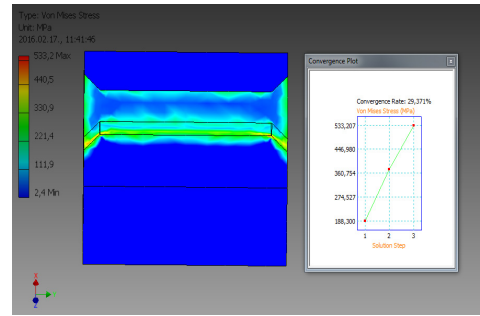 Type: Von Mises Stress
Unit: MPa
2016.02.17., 11:41:46
533,2 Max
440,5
330,9
221,4
111,9
2,4 Min
Convergence Plot
x
Convergence Rate: 29,371%
Von Mises Stress (MPa)
533,207
446,980
360,754
274,527
188,300
1 2 3
Solution Step
X
Z